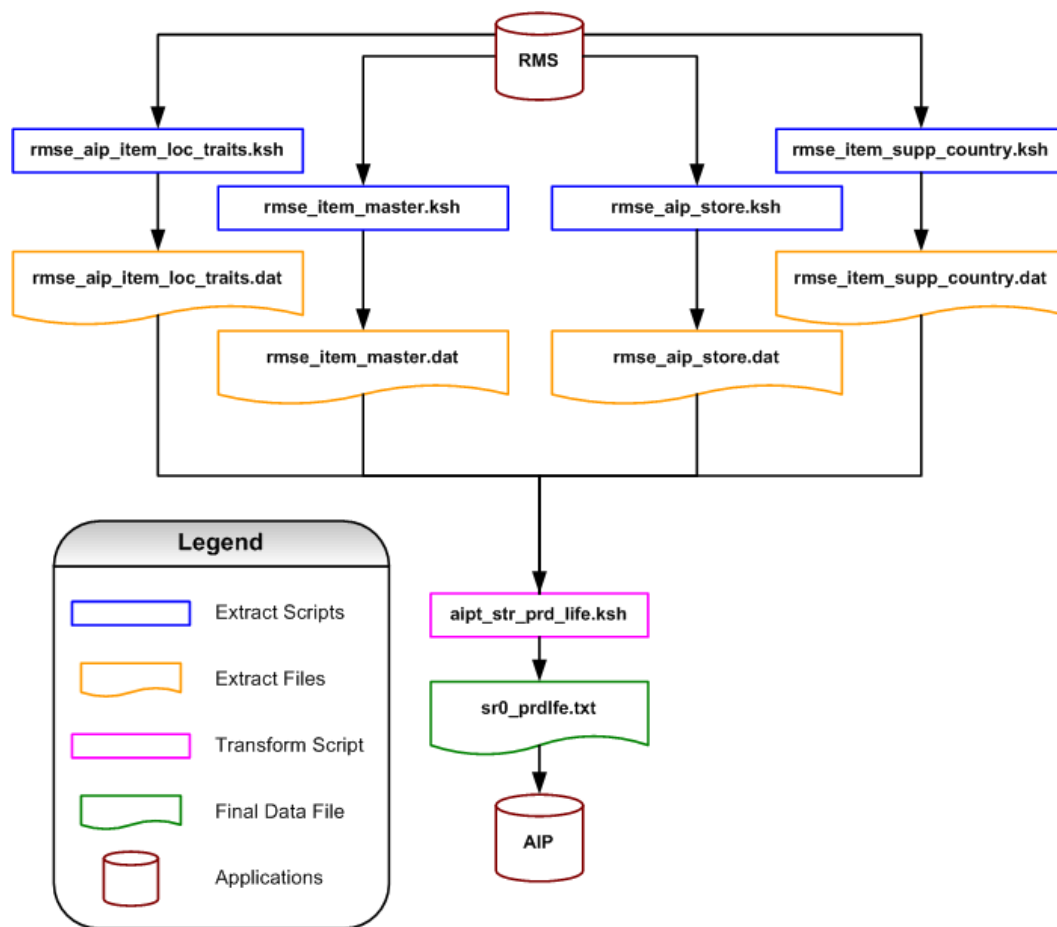 RMS
rmse_aip_item_loc_traits.ksh
rmse_item_supp_country.ksh
rmse_item_master.ksh
rmse_aip_store.ksh
rmse_aip_item_loc_traits.dat
rmse_item_supp_country.dat
rmse_item_master.dat
rmse_aip_store.dat
Legend
Extract Scripts
Extract Files
Transform Script
Final Data File
Applications
aipt_str_prd_life.ksh
sr0_prdlfe.txt
AIP